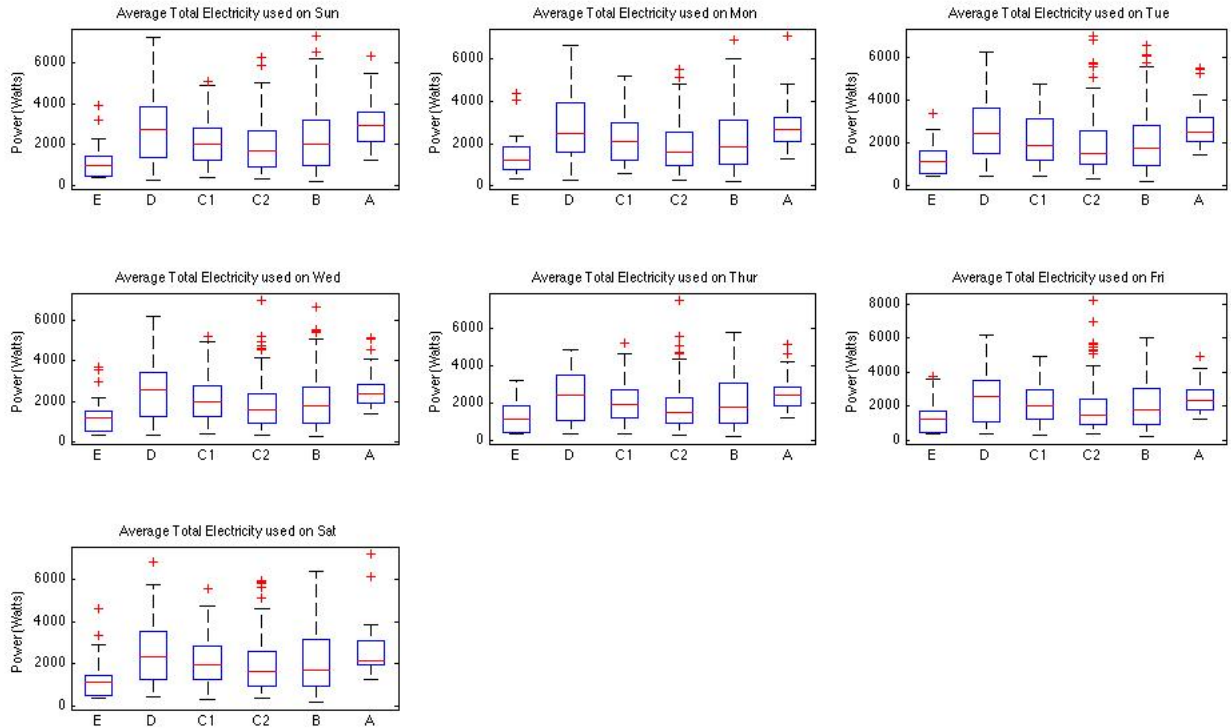 Average Total Electricity used on Sun
Power (Watts)
6000
4000
2000
0
E D C1 C2 B A
Average Total Electricity used on Mon
Power (Watts)
6000
4000
2000
0
E D C1 C2 B A
Average Total Electricity used on Tue
Power (Watts)
6000
4000
2000
0
E D C1 C2 B A
Average Total Electricity used on Wed
Power (Watts)
6000
4000
2000
0
E D C1 C2 B A
Average Total Electricity used on Thur
Power (Watts)
6000
4000
2000
0
E D C1 C2 B A
Average Total Electricity used on Fri
Power (Watts)
8000
6000
4000
2000
0
E D C1 C2 B A
Average Total Electricity used on Sat
Power (Watts)
6000
4000
2000
0
E D C1 C2 B A